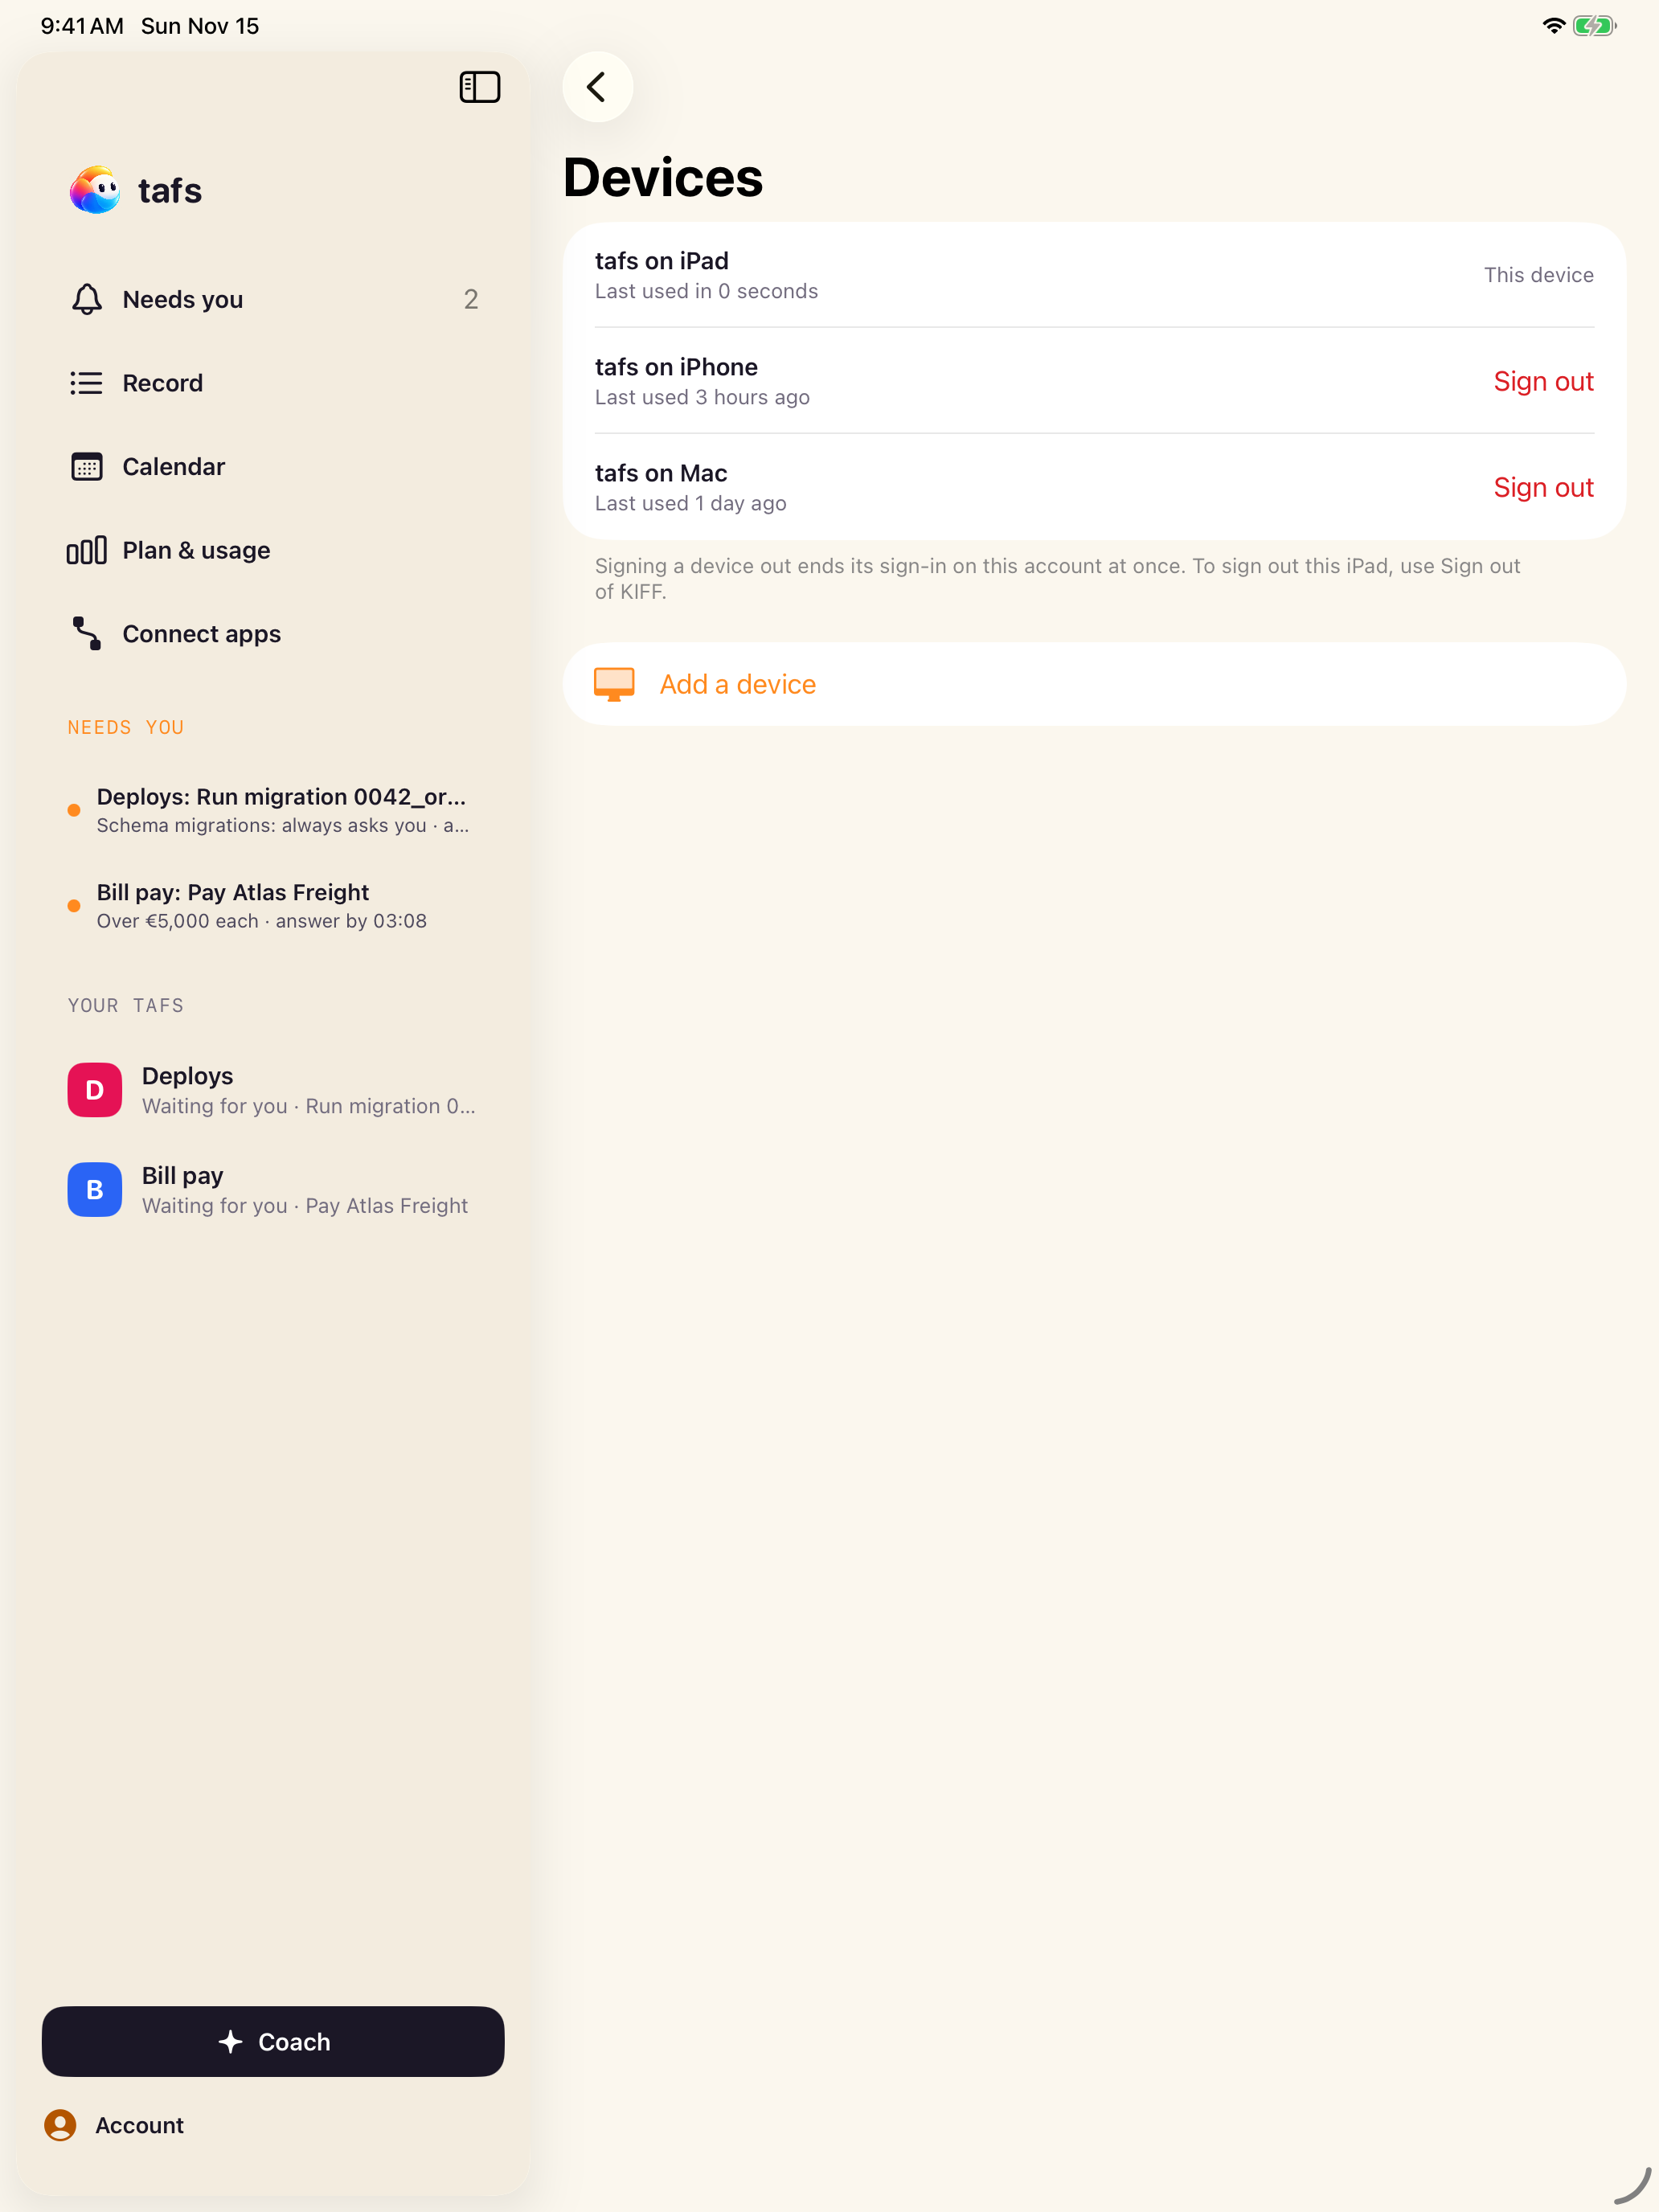 9:41 AM Sun Nov 15
tafs
Needs you 2
Record
Calendar
Plan & usage
Connect apps
NEEDS YOU
Deploys: Run migration 0042_or...
Schema migrations: always asks you · a...
Bill pay: Pay Atlas Freight
Over €5,000 each · answer by 03:08
YOUR TAFS
D
Deploys
Waiting for you · Run migration 0...
B
Bill pay
Waiting for you · Pay Atlas Freight
Coach
Account
Devices
tafs on iPad
Last used in 0 seconds
This device
tafs on iPhone
Last used 3 hours ago
Sign out
tafs on Mac
Last used 1 day ago
Sign out
Signing a device out ends its sign-in on this account at once. To sign out this iPad, use Sign out
of KIFF.
Add a device